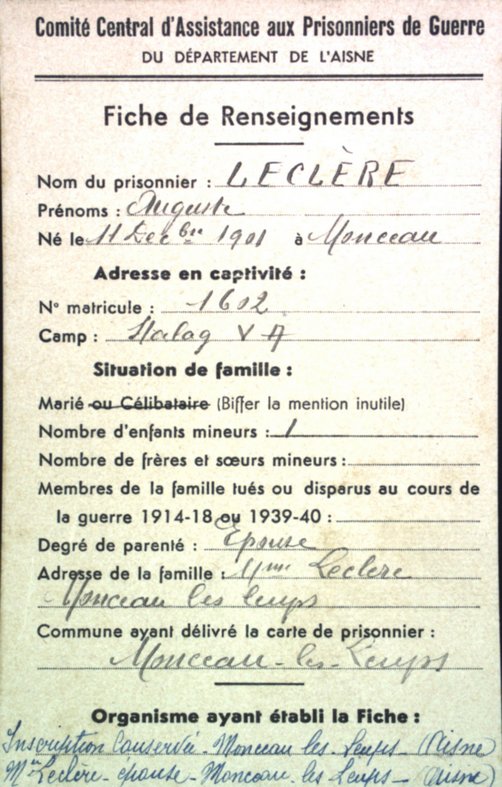 Comité Central d'Assistance aux Prisonniers de Guerre
DU DÉPARTEMENT DE L'AISNE
Fiche de Renseignements
Nom du prisonnier : LECLÈRE
Prénoms : Auguste
Né le 11 Decbre 1901 à Monceau
Adresse en captivité :
N° matricule : 1602
Camp : Stalag V A
Situation de famille :
Marié ou Célibataire (Biffer la mention inutile)
Nombre d'enfants mineurs : 1
Nombre de frères et sœurs mineurs :
Membres de la famille tués ou disparus au cours de
la guerre 1914-18 ou 1939-40 :
Degré de parenté : Epouse
Adresse de la famille : Mme Leclere
Monceau les Leups
Commune ayant délivré la carte de prisonnier :
Monceau-les-Leups
Organisme ayant établi la Fiche :
Inscription Conservée - Monceau les Leups - (Aisne)
Me Leclère - épouse - Monceau les Leups - (Aisne)